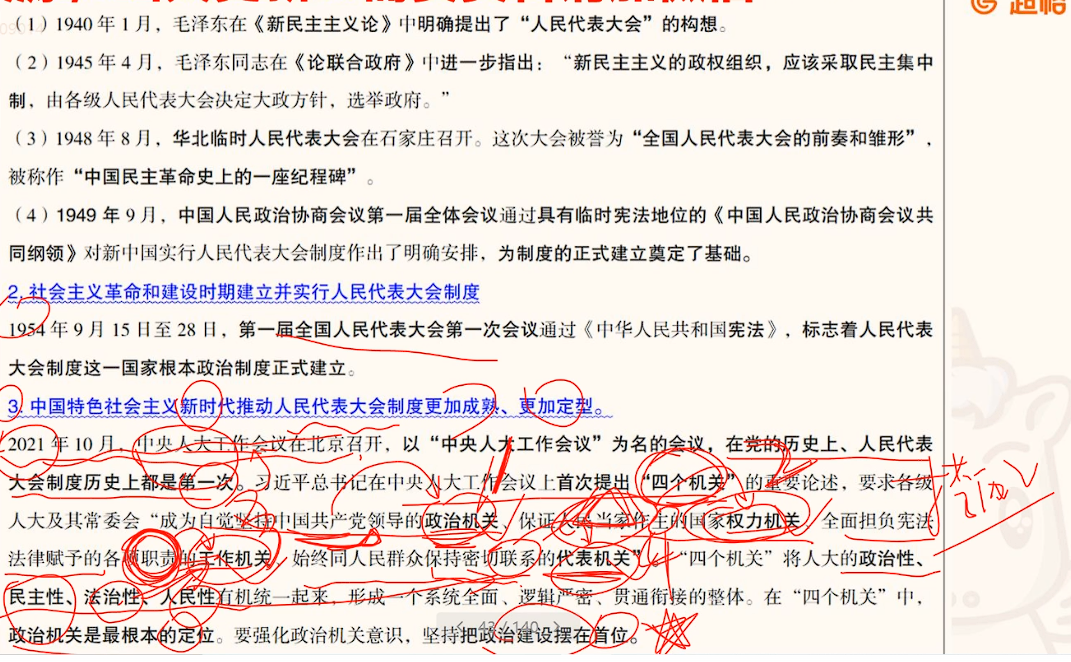 超格
（1）1940 年 1 月，毛泽东在《新民主主义论》中明确提出了“人民代表大会”的构想。
（2）1945 年 4 月，毛泽东同志在《论联合政府》中进一步指出：“新民主主义的政权组织，应该采取民主集中
制，由各级人民代表大会决定大政方针，选举政府。”
（3）1948 年 8 月，华北临时人民代表大会在石家庄召开。这次大会被誉为“全国人民代表大会的前奏和雏形”，
被称作“中国民主革命史上的一座纪程碑”。
（4）1949 年 9 月，中国人民政治协商会议第一届全体会议通过具有临时宪法地位的《中国人民政治协商会议共
同纲领》对新中国实行人民代表大会制度作出了明确安排，为制度的正式建立奠定了基础。
2. 社会主义革命和建设时期建立并实行人民代表大会制度
1954 年 9 月 15 日至 28 日，第一届全国人民代表大会第一次会议通过《中华人民共和国宪法》，标志着人民代表
大会制度这一国家根本政治制度正式建立。
3. 中国特色社会主义新时代推动人民代表大会制度更加成熟、更加定型。
2021 年 10 月，中央人大工作会议在北京召开，以“中央人大工作会议”为名的会议，在党的历史上、人民代表
大会制度历史上都是第一次。习近平总书记在中央人大工作会议上首次提出“四个机关”的重要论述，要求各级
人大及其常委会“成为自觉坚持中国共产党领导的政治机关、保证人民当家作主的国家权力机关、全面担负宪法
法律赋予的各项职责的工作机关、始终同人民群众保持密切联系的代表机关”。“四个机关”将人大的政治性、
民主性、法治性、人民性有机统一起来，形成一个系统全面、逻辑严密、贯通衔接的整体。在“四个机关”中，
政治机关是最根本的定位。要强化政治机关意识，坚持把政治建设摆在首位。
43 / 140